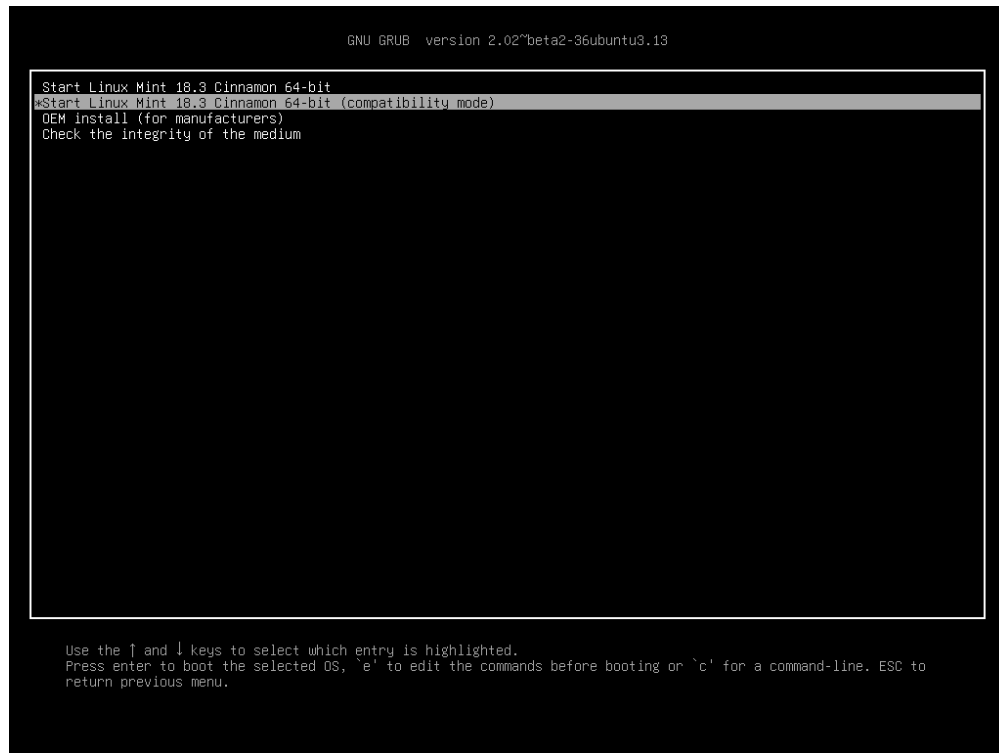 GNU GRUB  version 2.02~beta2-36ubuntu3.13
Start Linux Mint 18.3 Cinnamon 64-bit
*Start Linux Mint 18.3 Cinnamon 64-bit (compatibility mode)
OEM install (for manufacturers)
Check the integrity of the medium
Use the ↑ and ↓ keys to select which entry is highlighted.
Press enter to boot the selected OS, `e' to edit the commands before booting or `c' for a command-line. ESC to
return previous menu.